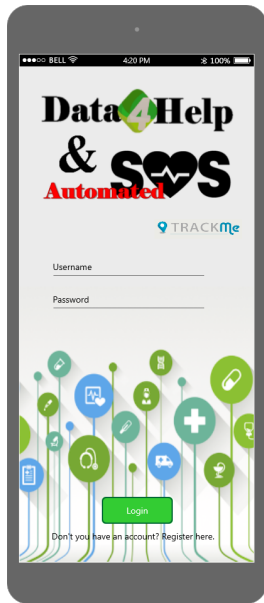 BELL 4:20 PM 100%
Data4Help
& SOS
Automated
TRACKMe
Username
Password
Login
Don't you have an account? Register here.